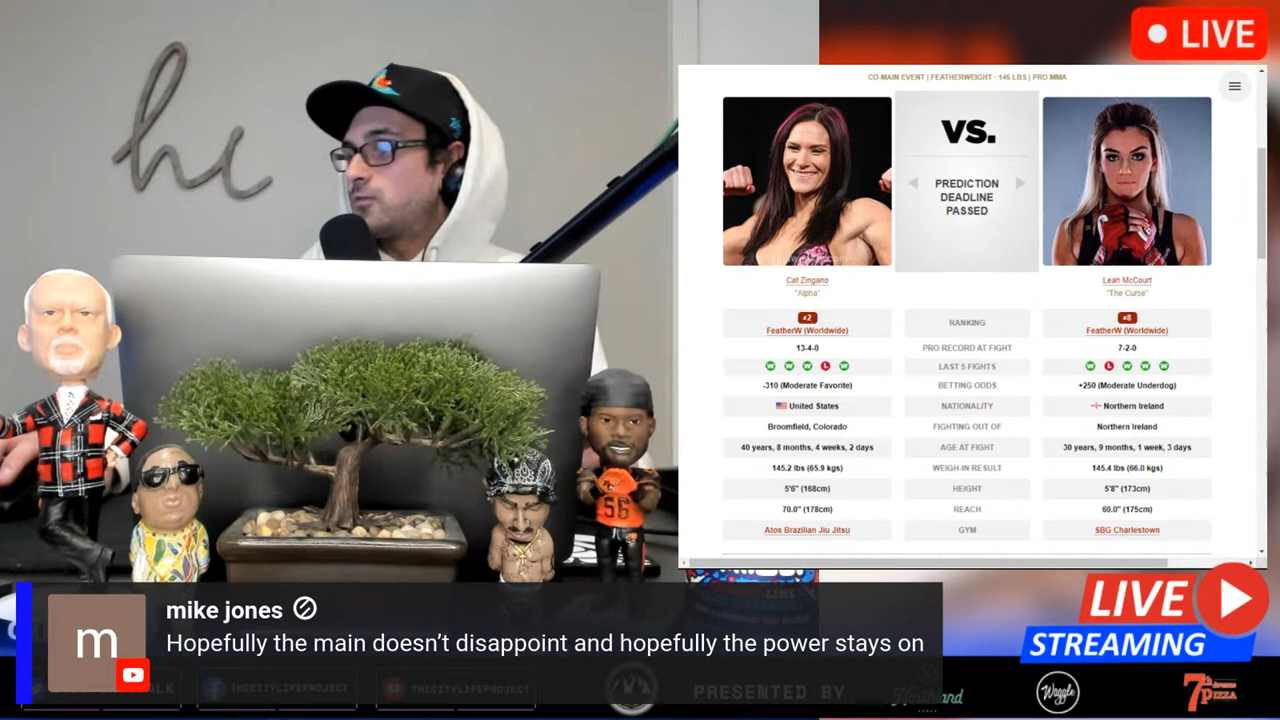 hi
LIVE
CO-MAIN EVENT | FEATHERWEIGHT · 145 LBS | PRO MMA
VS.
PREDICTION
DEADLINE
PASSED
Cat Zingano
"Alpha"
Leah McCourt
"The Curse"
#2
FeatherW (Worldwide)
RANKING
#8
FeatherW (Worldwide)
13-4-0
PRO RECORD AT FIGHT
7-2-0
W W W L W
LAST 5 FIGHTS
W L W W W
-310 (Moderate Favorite)
BETTING ODDS
+250 (Moderate Underdog)
United States
NATIONALITY
Northern Ireland
Broomfield, Colorado
FIGHTING OUT OF
Northern Ireland
40 years, 8 months, 4 weeks, 2 days
AGE AT FIGHT
30 years, 9 months, 1 week, 3 days
145.2 lbs (65.9 kgs)
WEIGH-IN RESULT
145.4 lbs (66.0 kgs)
5'6" (168cm)
HEIGHT
5'8" (173cm)
70.0" (178cm)
REACH
69.0" (175cm)
Atos Brazilian Jiu Jitsu
GYM
SBG Charlestown
56
m
mike jones
Hopefully the main doesn't disappoint and hopefully the power stays on
LIVE
STREAMING
THECITYLIFEPROJECT
THECITYLIFEPROJECT
PRESENTED BY
Waggle
PIZZA